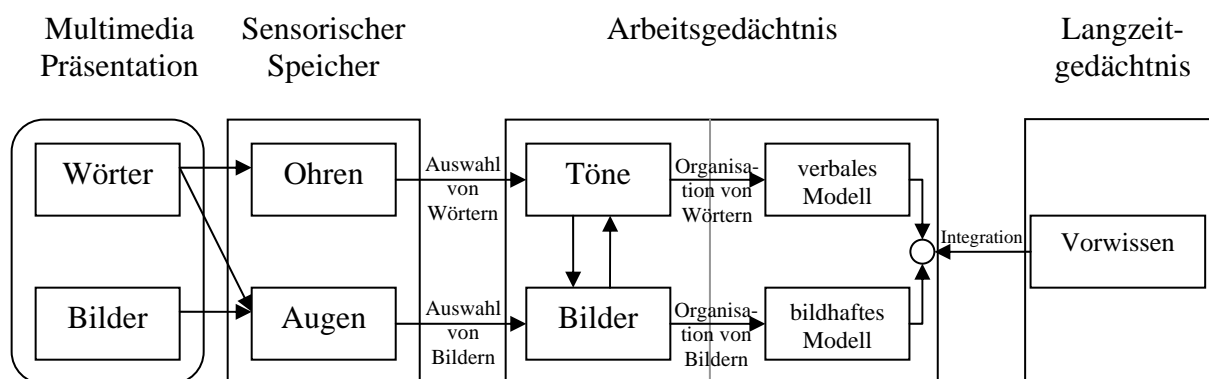 Multimedia
Präsentation
Sensorischer
Speicher
Arbeitsgedächtnis
Langzeit-
gedächtnis
Wörter
Ohren
Auswahl
von
Wörtern
Töne
Organisa-
tion von
Wörtern
verbales
Modell
Integration
Vorwissen
Bilder
Augen
Auswahl
von
Bildern
Bilder
Organisa-
tion von
Bildern
bildhaftes
Modell